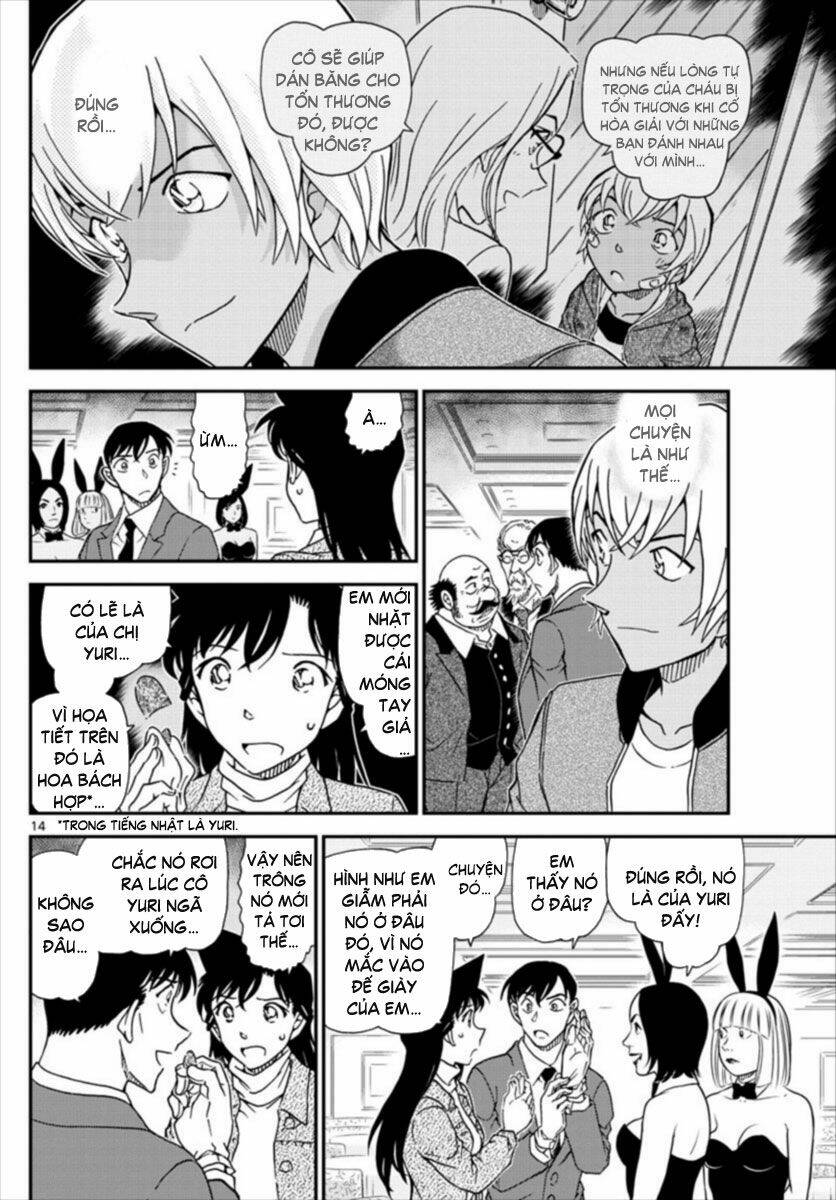 NHƯNG NẾU LÒNG TỰ
TRỌNG CỦA CHÁU BỊ
TỔN THƯƠNG KHI CỐ
HÒA GIẢI VỚI NHỮNG
BẠN ĐÁNH NHAU
VỚI MÌNH...
CÔ SẼ GIÚP
DÁN BĂNG CHO
TỔN THƯƠNG
ĐÓ, ĐƯỢC
KHÔNG?
ĐÚNG
RỒI...
MỌI
CHUYỆN
LÀ NHƯ
THẾ...
À...
ỪM...
EM MỚI
NHẶT
ĐƯỢC
CÁI
MÓNG
TAY
GIẢ
...
CÓ LẼ LÀ
CỦA CHỊ
YURI...
VÌ HỌA
TIẾT TRÊN
ĐÓ LÀ
HOA BÁCH
HỢP*...
14
*TRONG TIẾNG NHẬT LÀ YURI.
ĐÚNG RỒI, NÓ
LÀ CỦA YURI
ĐẤY!
EM
THẤY NÓ
Ở ĐÂU?
CHUYỆN
ĐÓ...
HÌNH NHƯ EM
GIẪM PHẢI
NÓ Ở ĐÂU
ĐÓ, VÌ NÓ
MẮC VÀO
ĐẾ GIÀY
CỦA EM...
VẬY NÊN
TRÔNG
NÓ MỚI
TẢ TƠI
THẾ...
CHẮC NÓ RƠI
RA LÚC CÔ
YURI NGÃ
XUỐNG...
KHÔNG
SAO
ĐÂU...